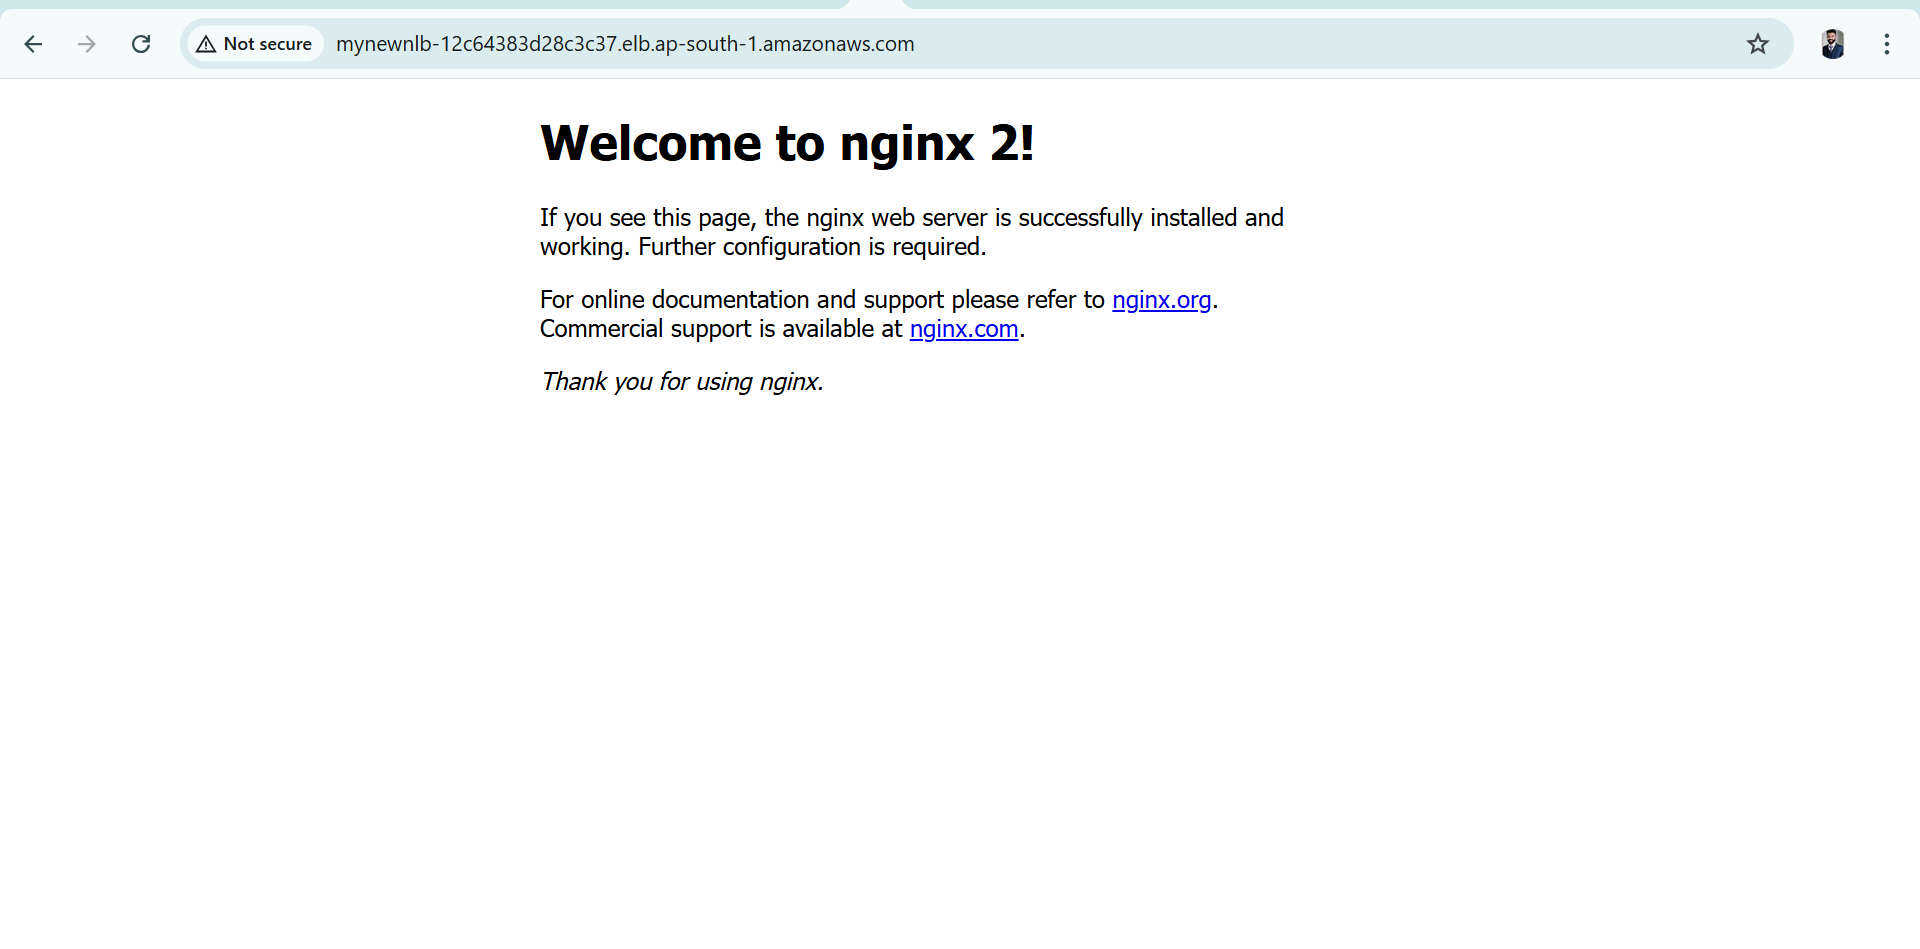 Not secure
mynewnlb-12c64383d28c3c37.elb.ap-south-1.amazonaws.com
Welcome to nginx 2!
If you see this page, the nginx web server is successfully installed and
working. Further configuration is required.
For online documentation and support please refer to nginx.org.
Commercial support is available at nginx.com.
Thank you for using nginx.